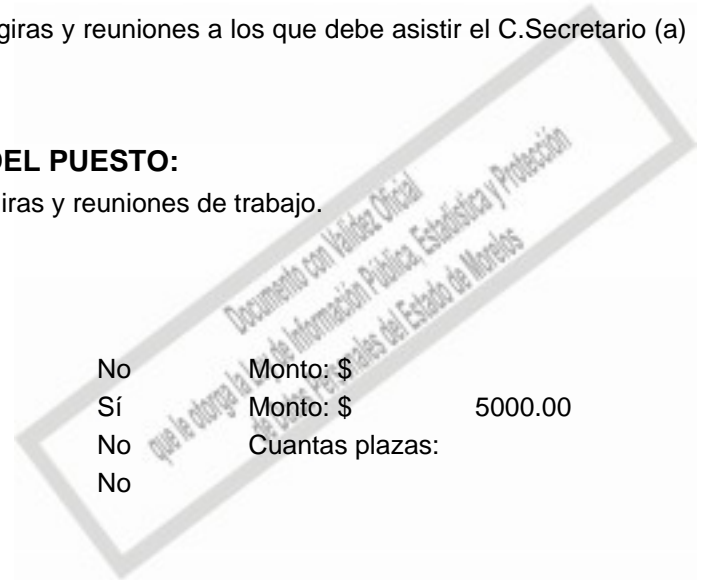 giras y reuniones a los que debe asistir el C.Secretario (a)
DEL PUESTO:
iras y reuniones de trabajo.
Documento con Validez Oficial
que le otorga la Ley de Información Pública, Estadística y Protección
de Datos Personales del Estado de Morelos
No Monto: $
Sí Monto: $ 5000.00
No Cuantas plazas:
No